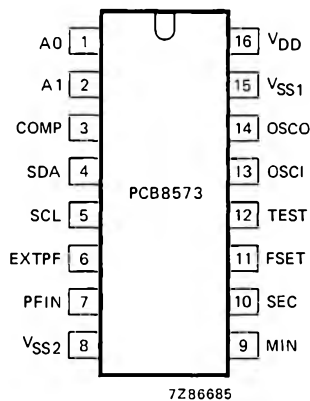 A0 1 16 VDD
A1 2 15 VSS1
COMP 3 14 OSCO
SDA 4 13 OSCI
PCB8573
SCL 5 12 TEST
EXTPF 6 11 FSET
PFIN 7 10 SEC
VSS2 8 9 MIN
7Z86685